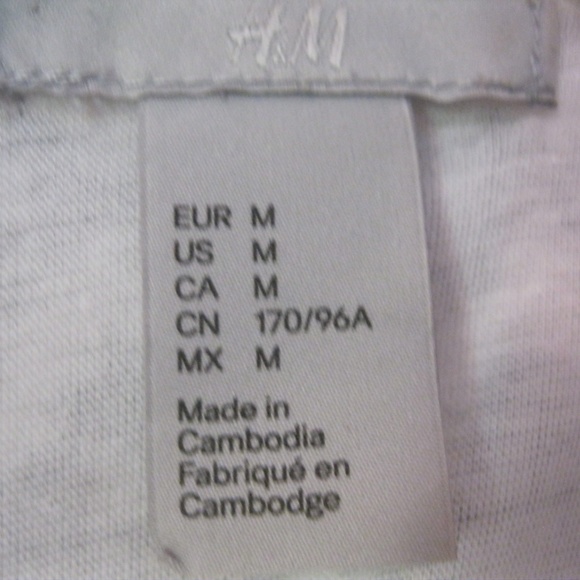 H&M
EUR M
US M
CA M
CN 170/96A
MX M
Made in
Cambodia
Fabriqué en
Cambodge